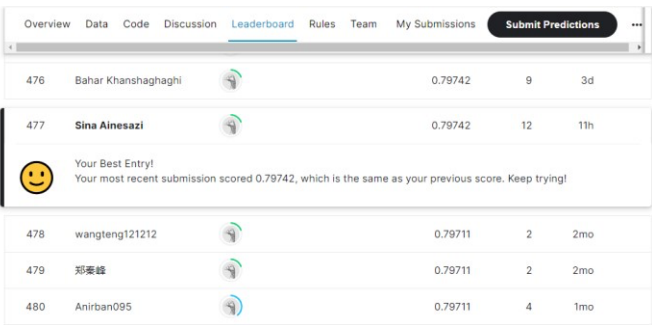 Overview Data Code Discussion Leaderboard Rules Team My Submissions Submit Predictions ...
476 Bahar Khanshaghaghi 0.79742 9 3d
477 Sina Ainesazi 0.79742 12 11h
Your Best Entry!
Your most recent submission scored 0.79742, which is the same as your previous score. Keep trying!
478 wangteng121212 0.79711 2 2mo
479 郑秦峰 0.79711 2 2mo
480 Anirban095 0.79711 4 1mo